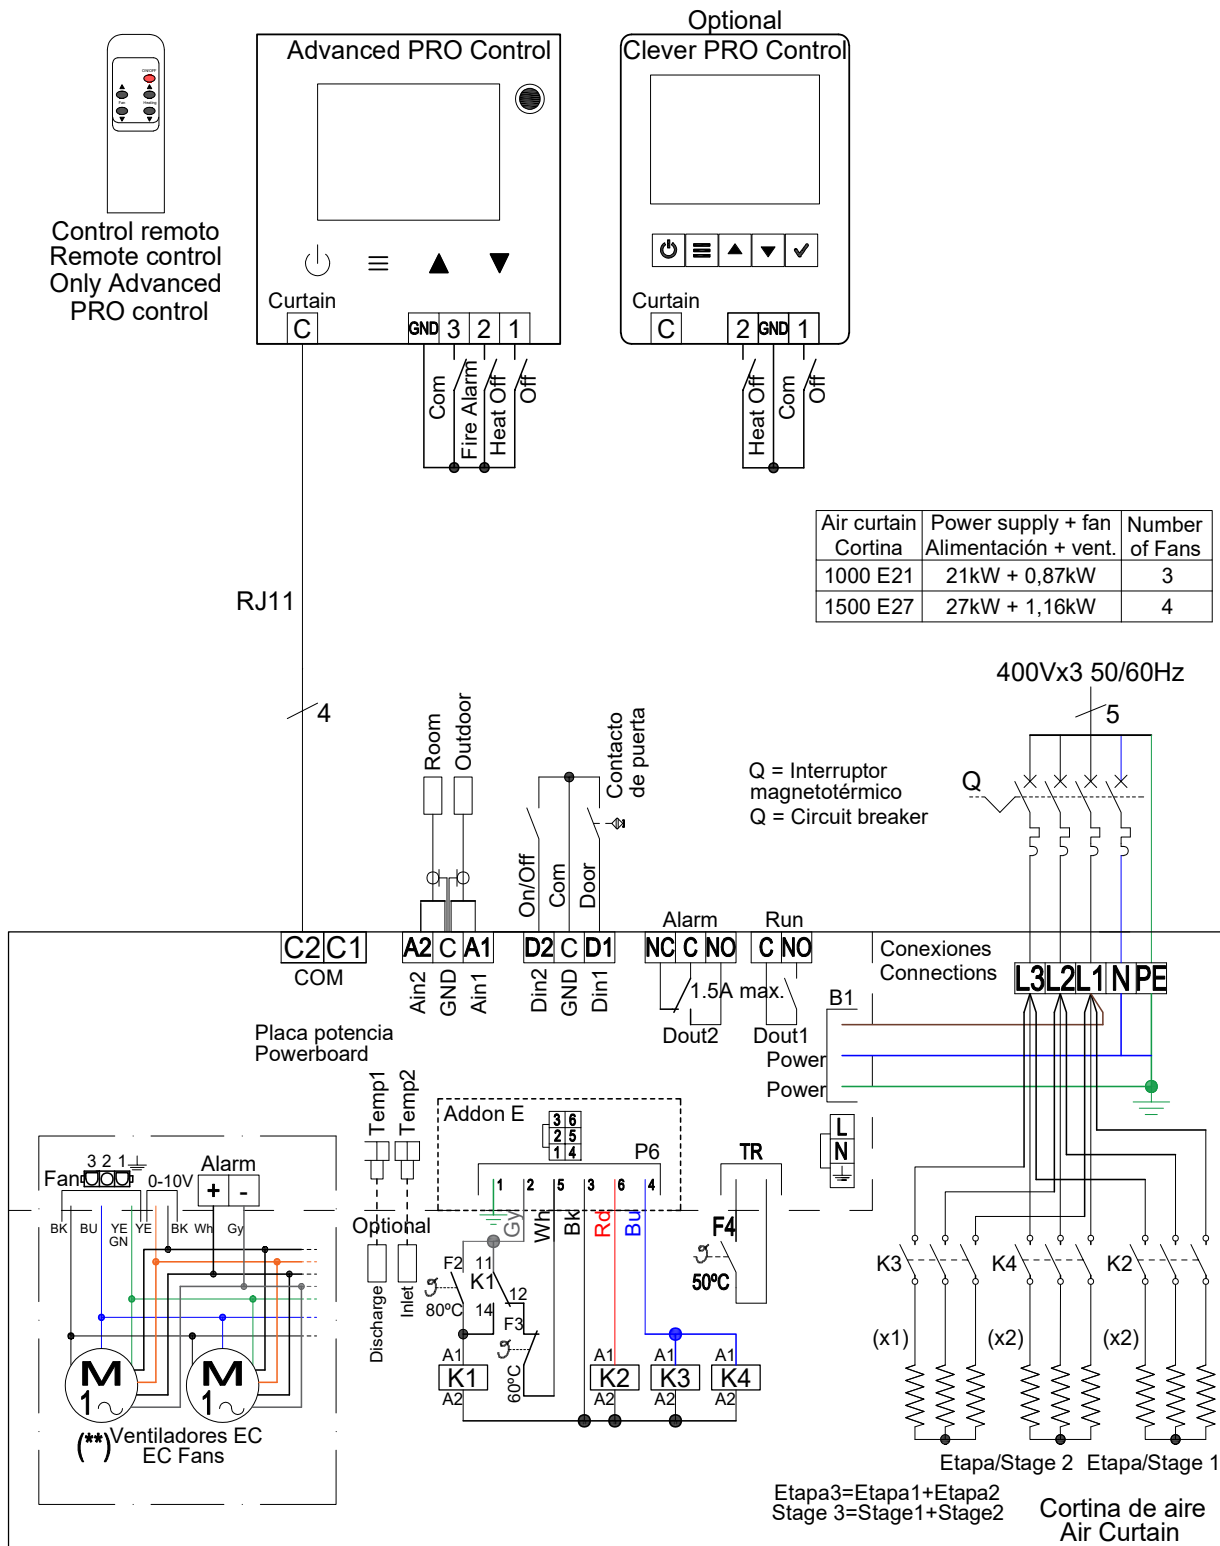 Optional
Advanced PRO Control
Clever PRO Control
ON/OFF
Fan
Heating
Control remoto
Remote control
Only Advanced
PRO control
Curtain
C
GND 3 2 1
Com
Fire Alarm
Heat Off
Off
Curtain
C
2 GND 1
Heat Off
Com
Off
Air curtain Power supply + fan Number
Cortina Alimentación + vent. of Fans
1000 E21 21kW + 0,87kW 3
1500 E27 27kW + 1,16kW 4
RJ11
4
400Vx3 50/60Hz
5
Room
Outdoor
Contacto
de puerta
Q = Interruptor
magnetotérmico
Q = Circuit breaker
Q
On/Off
Com
Door
Alarm
Run
C2 C1
COM
A2 C A1
Ain2
GND
Ain1
D2 C D1
Din2
GND
Din1
NC C NO
C NO
1.5A max.
Dout2
Dout1
Conexiones
Connections
L3 L2 L1 N PE
B1
Power
Power
Placa potencia
Powerboard
Temp1
Temp2
Addon E
3 6
2 5
1 4
P6
1 2 5 3 6 4
TR
L
N
Fan
3 2 1
0-10V
Alarm
+ -
BK
BU
YE
GN
YE
BK
Wh
Gy
Optional
Discharge
Inlet
Gy
Wh
Bk
Rd
Bu
F4
50ºC
F2
80ºC
11
K1
12
14
F3
60ºC
A1
K1
A2
A1
K2
A2
A1
K3
A2
A1
K4
A2
K3
K4
K2
(x1)
(x2)
(x2)
M
1
M
1
(**)
Ventiladores EC
EC Fans
Etapa/Stage 2
Etapa/Stage 1
Etapa3=Etapa1+Etapa2
Stage 3=Stage1+Stage2
Cortina de aire
Air Curtain